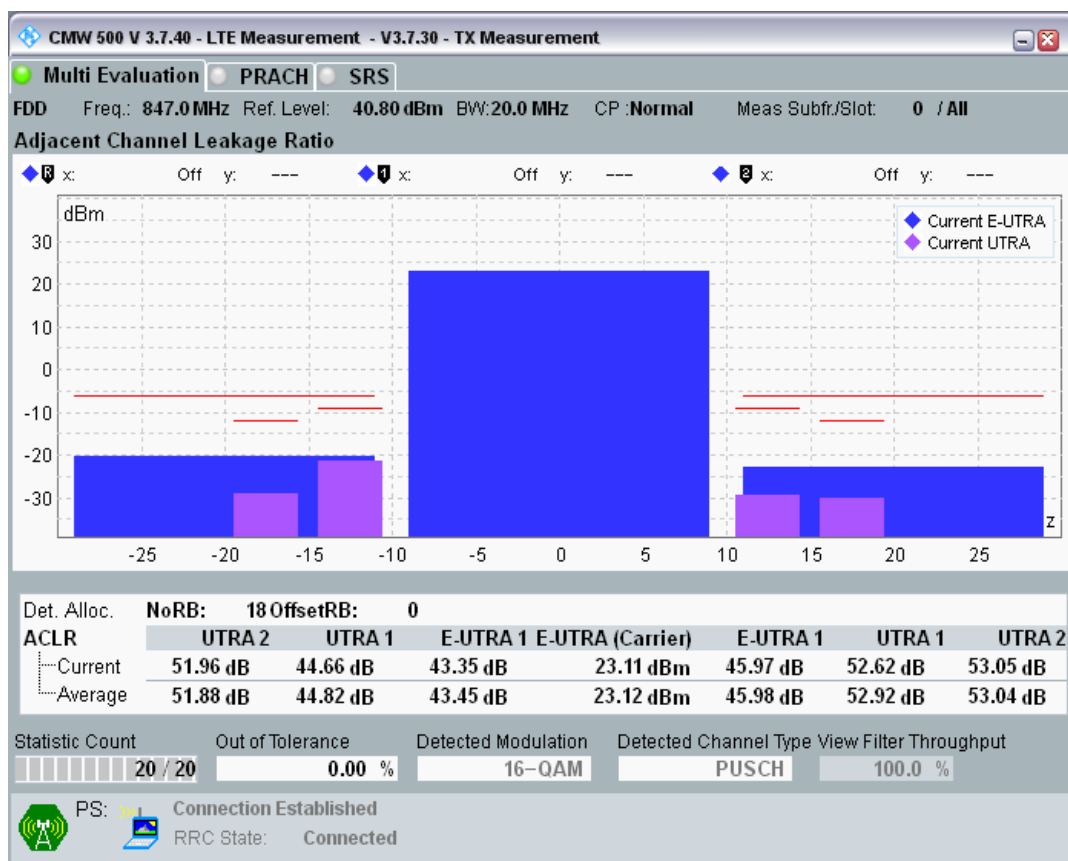 CMW 500 V 3.7.40 - LTE Measurement - V3.7.30 - TX Measurement
Multi Evaluation PRACH SRS
FDD Freq.: 847.0 MHz Ref. Level: 40.80 dBm BW:20.0 MHz CP :Normal Meas Subfr./Slot: 0 / All
Adjacent Channel Leakage Ratio
R x: Off y: --- 1 x: Off y: --- 2 x: Off y: ---
dBm
Current E-UTRA
Current UTRA
30
20
10
0
-10
-20
-30
z
-25 -20 -15 -10 -5 0 5 10 15 20 25
Det. Alloc. NoRB: 18 OffsetRB: 0
ACLR UTRA 2 UTRA 1 E-UTRA 1 E-UTRA (Carrier) E-UTRA 1 UTRA 1 UTRA 2
Current 51.96 dB 44.66 dB 43.35 dB 23.11 dBm 45.97 dB 52.62 dB 53.05 dB
Average 51.88 dB 44.82 dB 43.45 dB 23.12 dBm 45.98 dB 52.92 dB 53.04 dB
Statistic Count Out of Tolerance Detected Modulation Detected Channel Type View Filter Throughput
20 / 20 0.00 % 16-QAM PUSCH 100.0 %
PS: Connection Established
RRC State: Connected